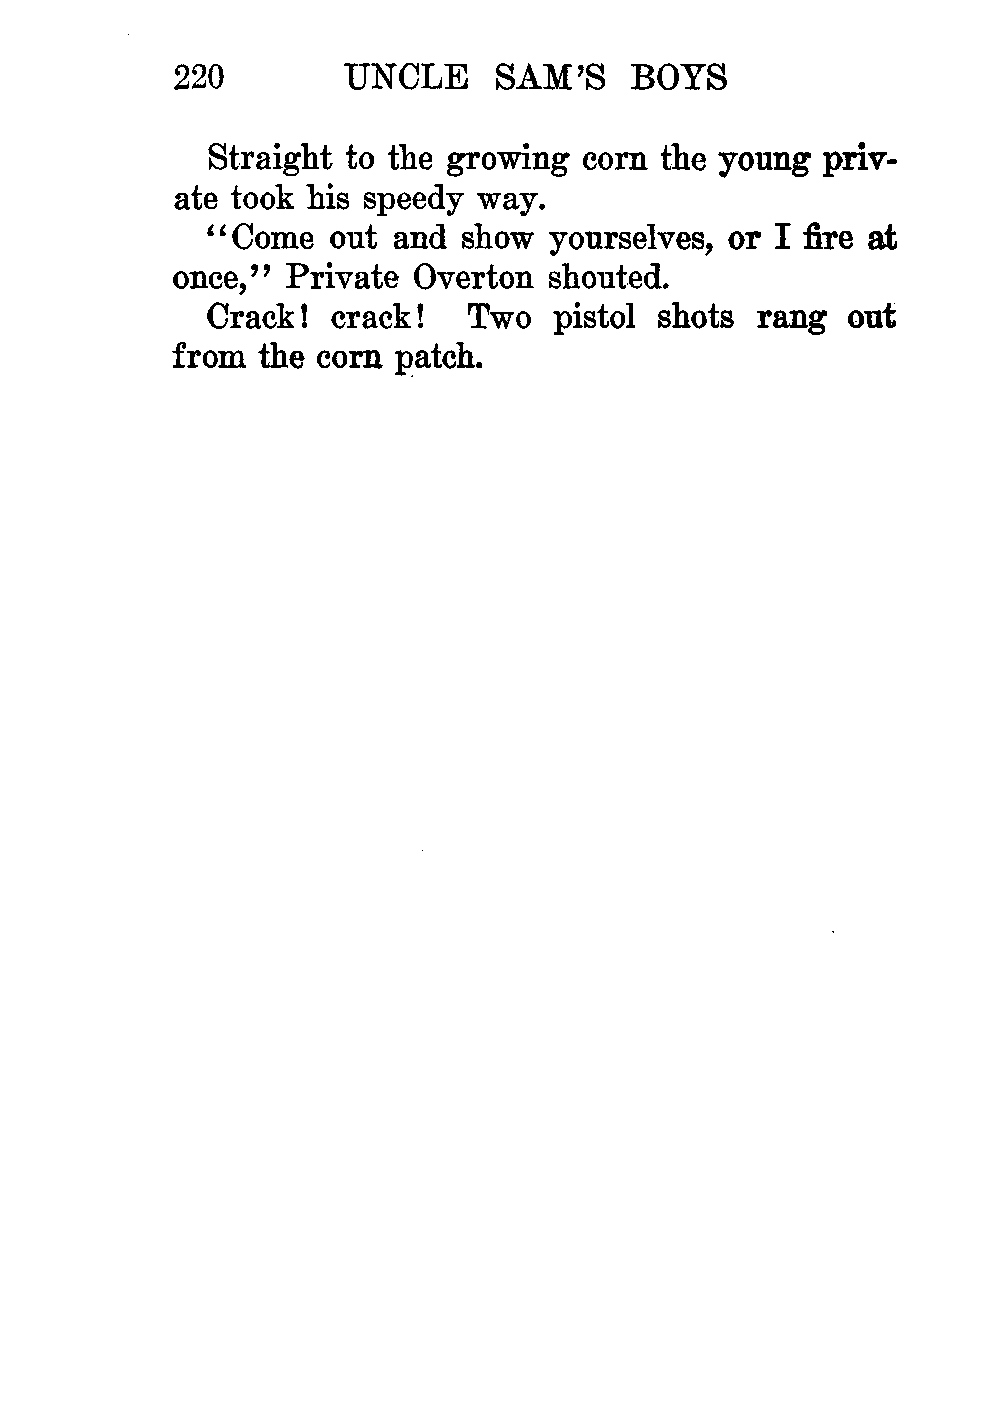 220 UNCLE SAM'S BOYS
Straight to the growing corn the young priv-
ate took his speedy way.
"Come out and show yourselves, or I fire at
once," Private Overton shouted.
Crack! crack! Two pistol shots rang out
from the corn patch.